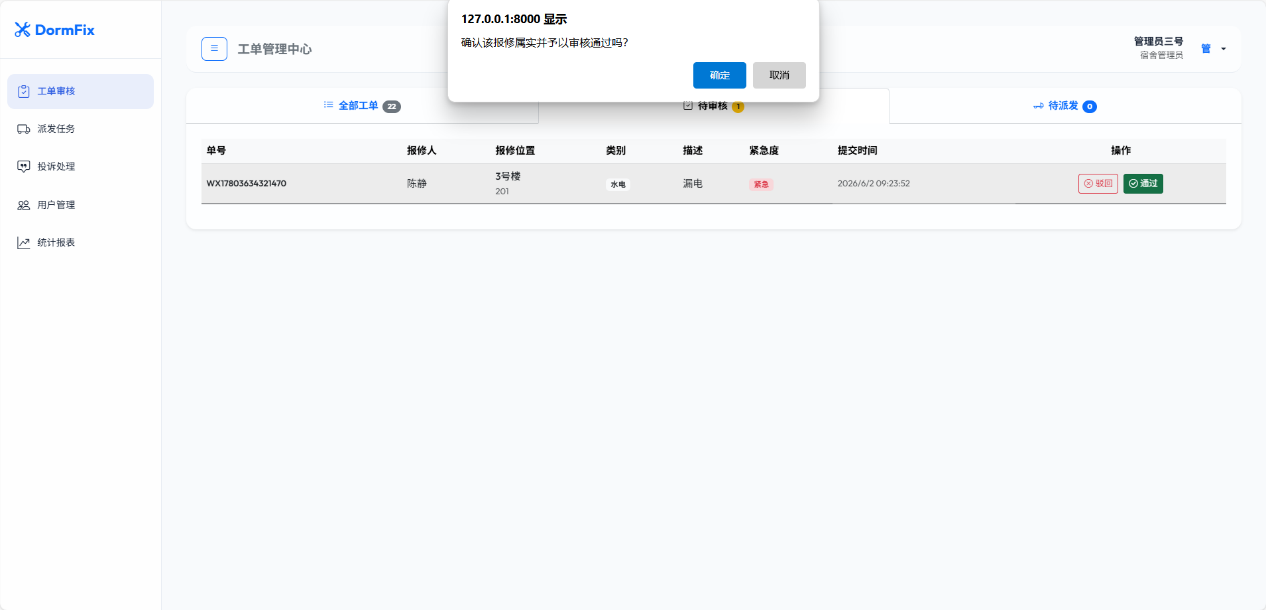 127.0.0.1:8000 显示
确认该报修属实并予以审核通过吗?
确定 取消
DormFix
工单审核
派发任务
投诉处理
用户管理
统计报表
工单管理中心
管理员三号
宿舍管理员
管
全部工单 22 待审核 1 待派发 0
单号 报修人 报修位置 类别 描述 紧急度 提交时间 操作
WX17803634321470 陈静 3号楼 水电 漏电 紧急 2026/6/2 09:23:52 驳回 通过
201